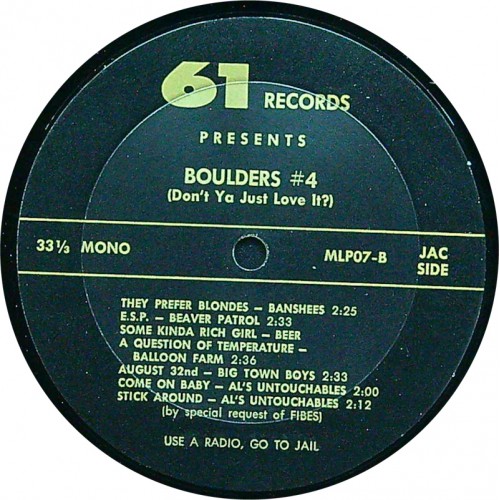 61 RECORDS
PRESENTS
BOULDERS #4
(Don't Ya Just Love It?)
33⅓ MONO
MLP07-B
JAC
SIDE
THEY PREFER BLONDES – BANSHEES 2:25
E.S.P. – BEAVER PATROL 2:33
SOME KINDA RICH GIRL – BEER
A QUESTION OF TEMPERATURE –
BALLOON FARM 2:36
AUGUST 32nd – BIG TOWN BOYS 2:33
COME ON BABY – AL'S UNTOUCHABLES 2:00
STICK AROUND – AL'S UNTOUCHABLES 2:12
(by special request of FIBES)
USE A RADIO, GO TO JAIL